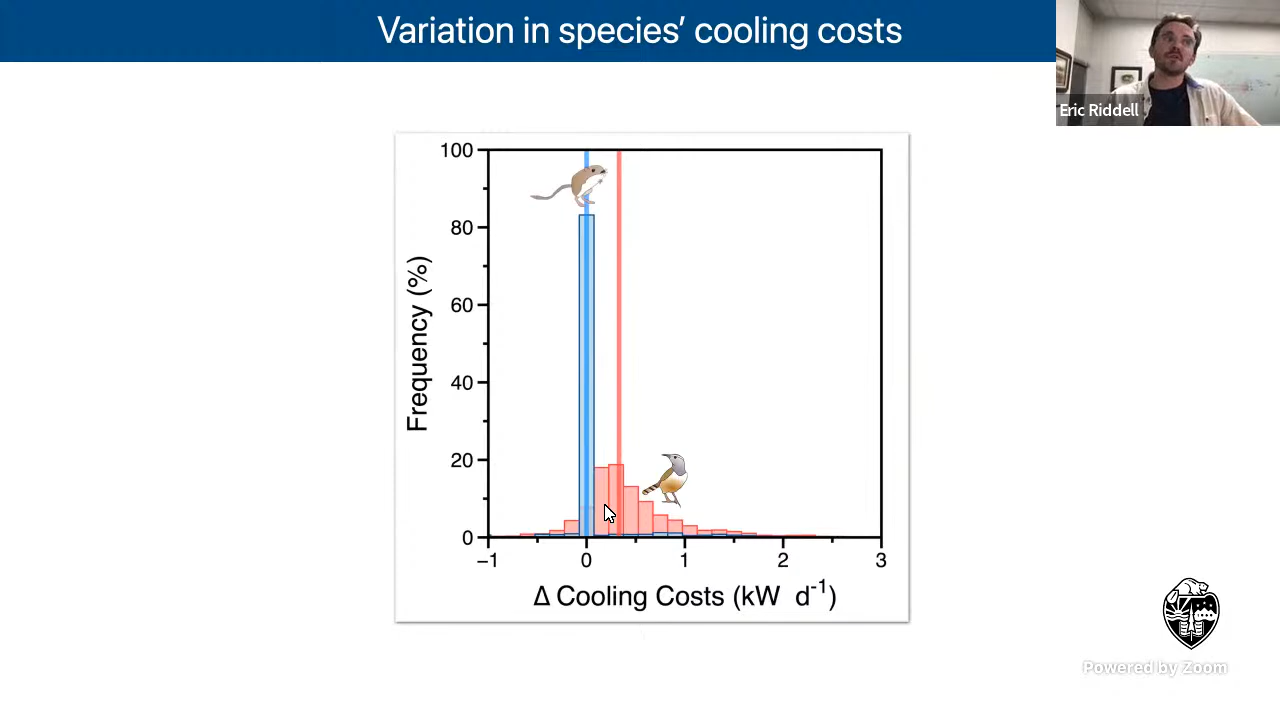 Variation in species’ cooling costs
Eric Riddell
100
80
60
40
20
0
Frequency (%)
−1 0 1 2 3
Δ Cooling Costs (kW d-1)
Powered by Zoom